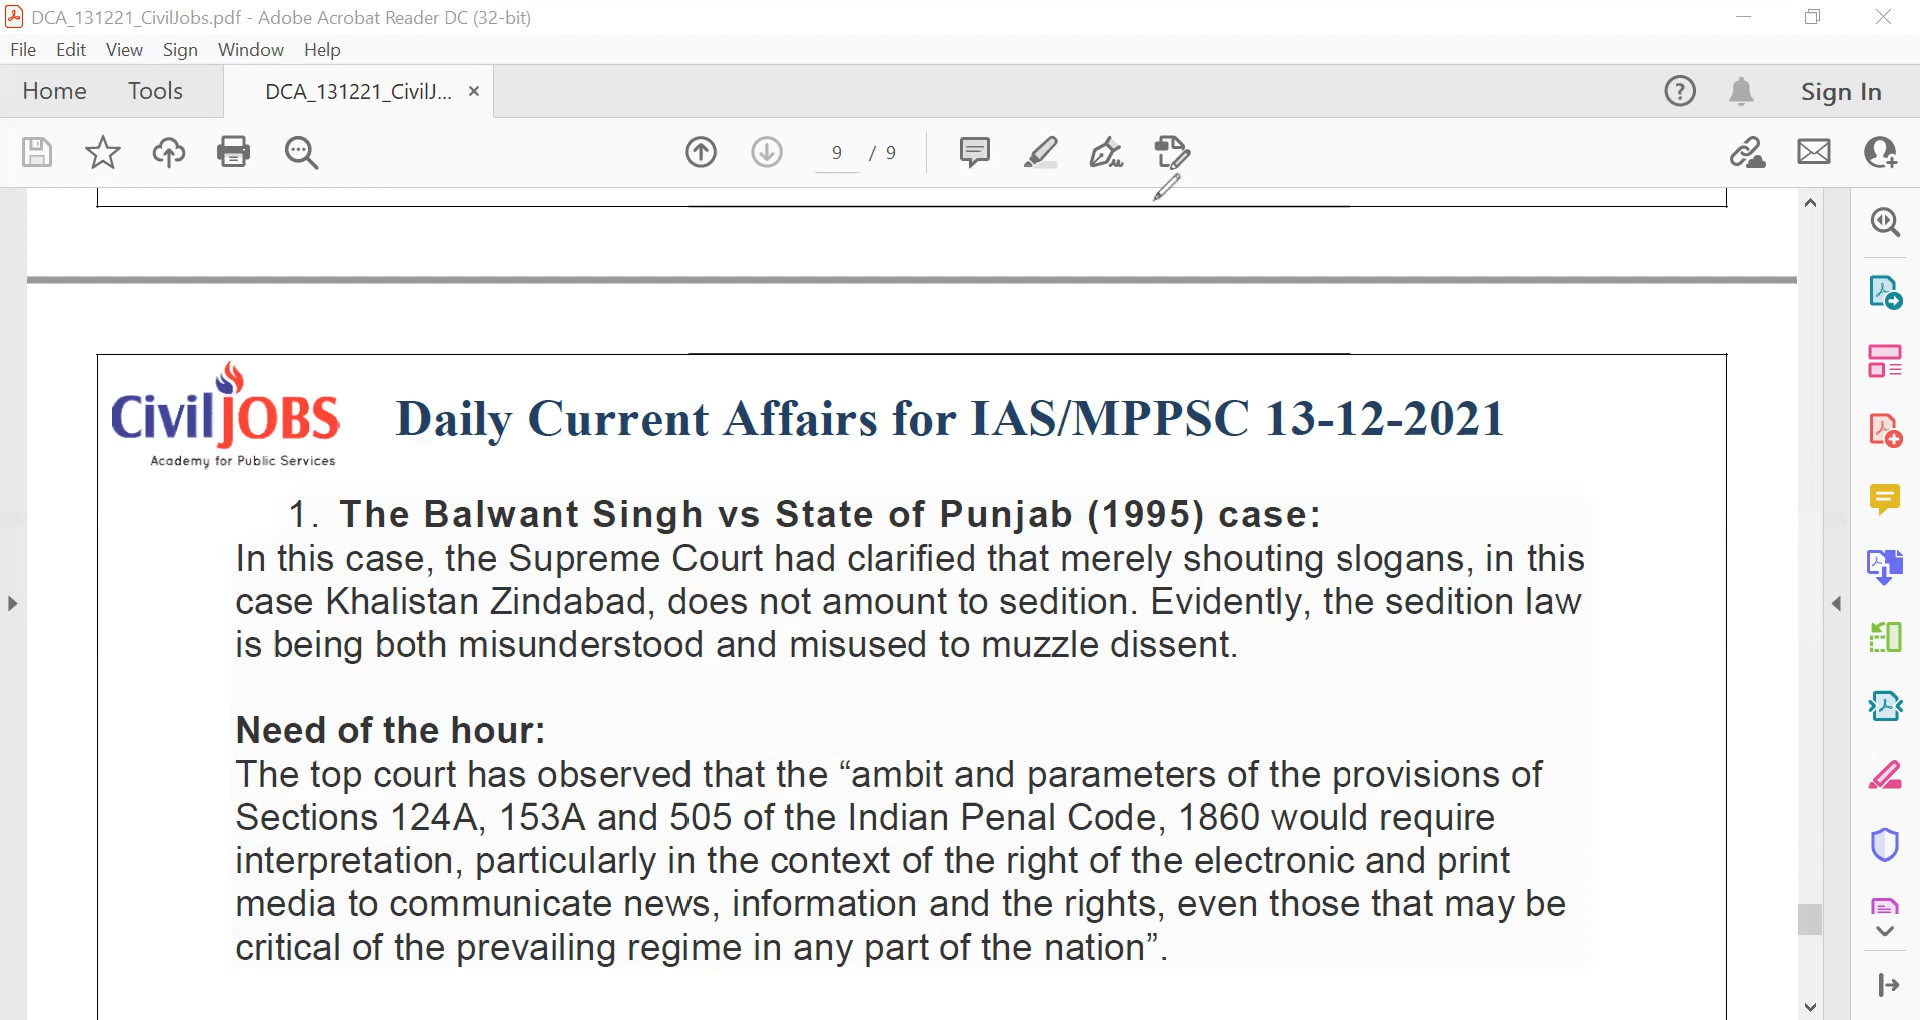 DCA_131221_CivilJobs.pdf - Adobe Acrobat Reader DC (32-bit)
File Edit View Sign Window Help
Home Tools DCA_131221_CivilJ... × Sign In
9 / 9
CivilJOBS
Academy for Public Services
Daily Current Affairs for IAS/MPPSC 13-12-2021
1. The Balwant Singh vs State of Punjab (1995) case:
In this case, the Supreme Court had clarified that merely shouting slogans, in this
case Khalistan Zindabad, does not amount to sedition. Evidently, the sedition law
is being both misunderstood and misused to muzzle dissent.
Need of the hour:
The top court has observed that the “ambit and parameters of the provisions of
Sections 124A, 153A and 505 of the Indian Penal Code, 1860 would require
interpretation, particularly in the context of the right of the electronic and print
media to communicate news, information and the rights, even those that may be
critical of the prevailing regime in any part of the nation”.